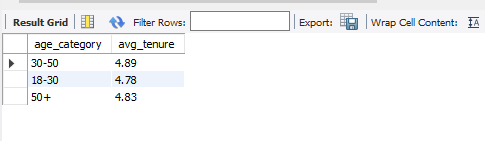 Result Grid Filter Rows: Export: Wrap Cell Content:
age_category avg_tenure
30-50 4.89
18-30 4.78
50+ 4.83